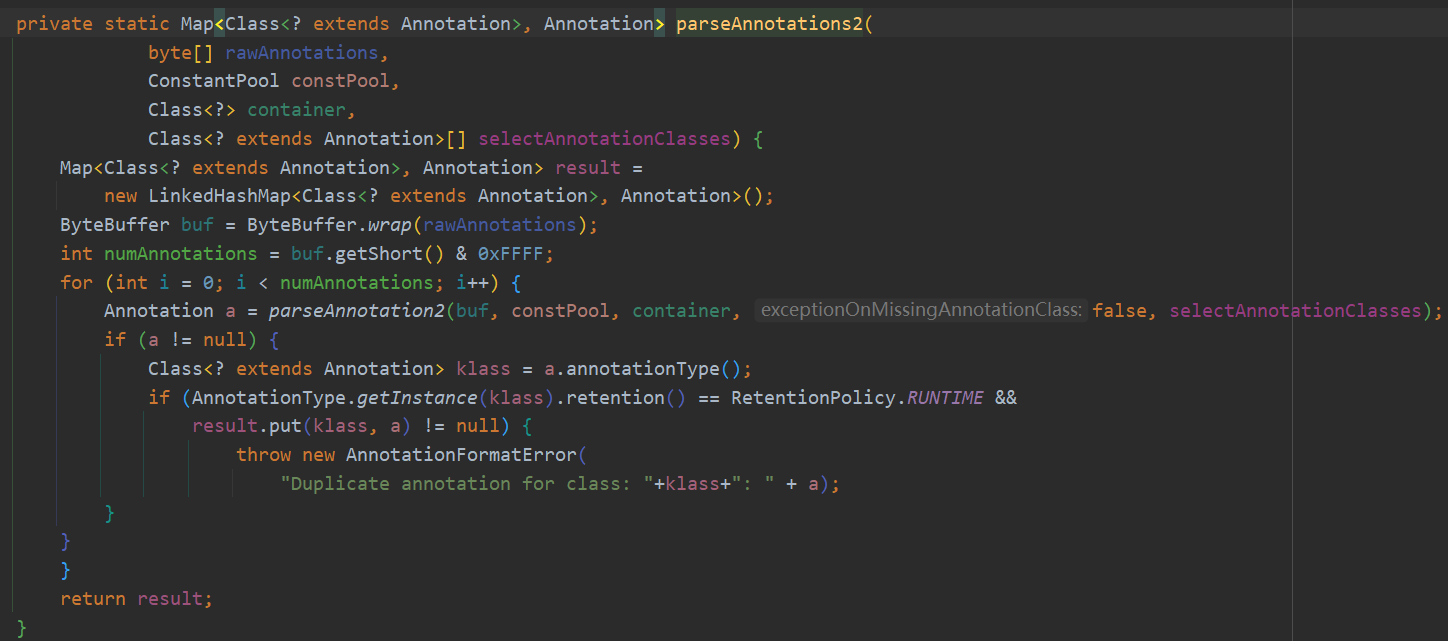 private static Map<Class<? extends Annotation>, Annotation> parseAnnotations2(
            byte[] rawAnnotations,
            ConstantPool constPool,
            Class<?> container,
            Class<? extends Annotation>[] selectAnnotationClasses) {
    Map<Class<? extends Annotation>, Annotation> result =
        new LinkedHashMap<Class<? extends Annotation>, Annotation>();
    ByteBuffer buf = ByteBuffer.wrap(rawAnnotations);
    int numAnnotations = buf.getShort() & 0xFFFF;
    for (int i = 0; i < numAnnotations; i++) {
        Annotation a = parseAnnotation2(buf, constPool, container, exceptionOnMissingAnnotationClass: false, selectAnnotationClasses);
        if (a != null) {
            Class<? extends Annotation> klass = a.annotationType();
            if (AnnotationType.getInstance(klass).retention() == RetentionPolicy.RUNTIME &&
                result.put(klass, a) != null) {
                    throw new AnnotationFormatError(
                        "Duplicate annotation for class: "+klass+": " + a);
        }
    }
    }
    return result;
}